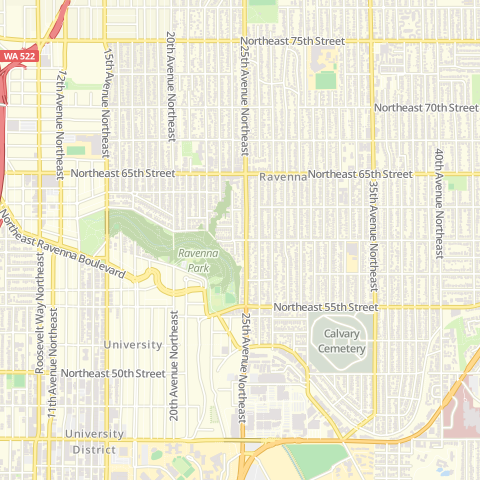 Northeast 75th Street
WA 522
20th Avenue Northeast
25th Avenue Northeast
15th Avenue Northeast
12th Avenue Northeast
Northeast 70th Street
Northeast 65th Street
Ravenna
Northeast 65th Street
40th Avenue Northeast
35th Avenue Northeast
Northeast Ravenna Boulevard
Ravenna
Park
Roosevelt Way Northeast
11th Avenue Northeast
Northeast 55th Street
20th Avenue Northeast
25th Avenue Northeast
Calvary
Cemetery
University
Northeast 50th Street
University
District